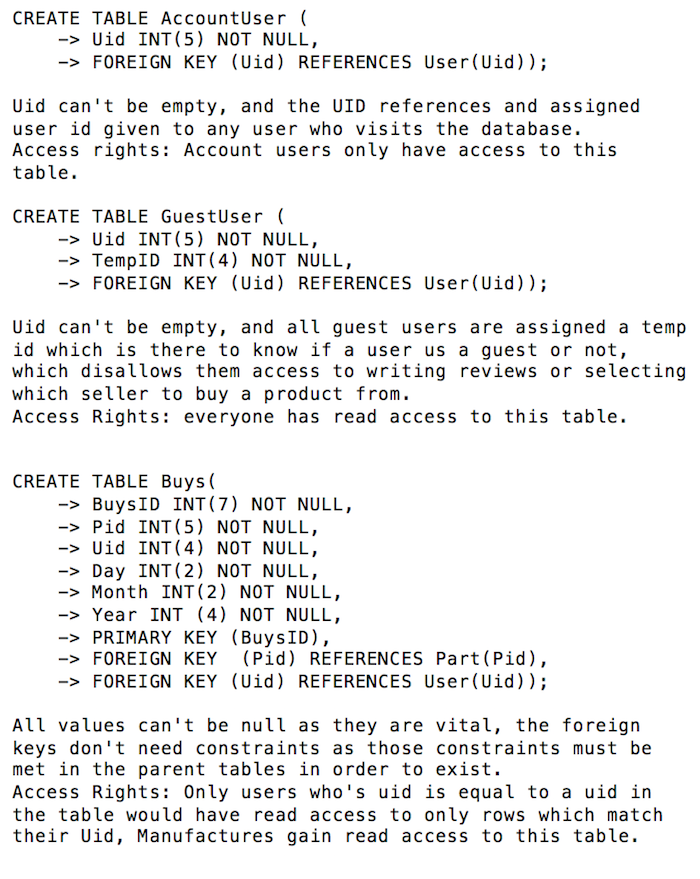 CREATE TABLE AccountUser (
-> Uid INT(5) NOT NULL,
-> FOREIGN KEY (Uid) REFERENCES User(Uid));
Uid can't be empty, and the UID references and assigned
user id given to any user who visits the database.
Access rights: Account users only have access to this
table.
CREATE TABLE GuestUser (
-> Uid INT(5) NOT NULL,
-> TempID INT(4) NOT NULL,
-> FOREIGN KEY (Uid) REFERENCES User(Uid));
Uid can't be empty, and all guest users are assigned a temp
id which is there to know if a user us a guest or not,
which disallows them access to writing reviews or selecting
which seller to buy a product from.
Access Rights: everyone has read access to this table.
CREATE TABLE Buys(
-> BuysID INT(7) NOT NULL,
-> Pid INT(5) NOT NULL,
-> Uid INT(4) NOT NULL,
-> Day INT(2) NOT NULL,
-> Month INT(2) NOT NULL,
-> Year INT (4) NOT NULL,
-> PRIMARY KEY (BuysID),
-> FOREIGN KEY  (Pid) REFERENCES Part(Pid),
-> FOREIGN KEY (Uid) REFERENCES User(Uid));
All values can't be null as they are vital, the foreign
keys don't need constraints as those constraints must be
met in the parent tables in order to exist.
Access Rights: Only users who's uid is equal to a uid in
the table would have read access to only rows which match
their Uid, Manufactures gain read access to this table.